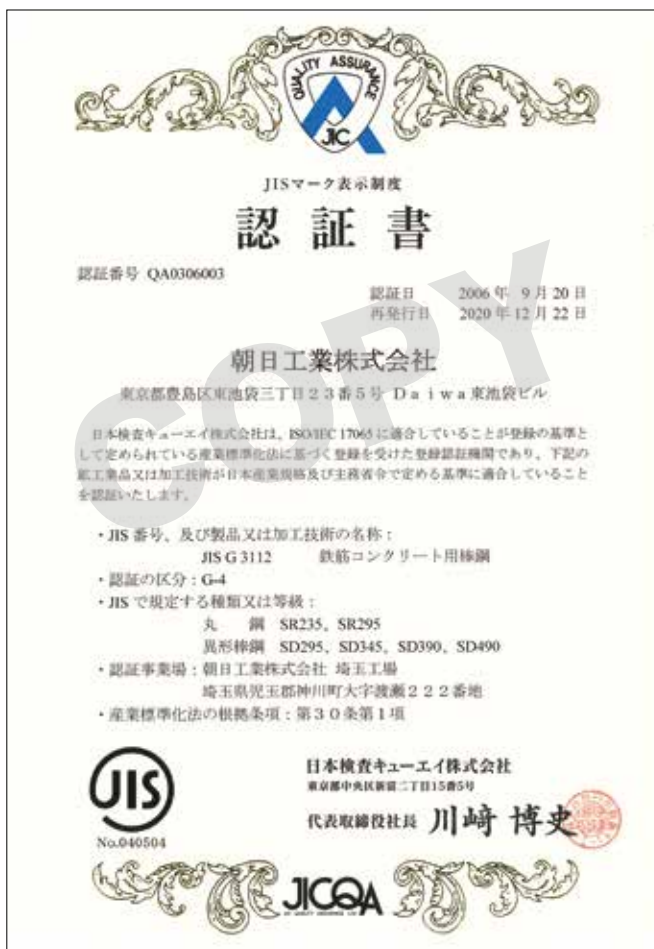 QUALITY ASSURANCE
JIC
JISマーク表示制度
認証書
認証番号 QA0306003
認証日 2006年 9月20日
再発行日 2020年12月22日
朝日工業株式会社
東京都豊島区東池袋三丁目23番5号 Daiwa東池袋ビル
日本検査キューエイ株式会社は、ISO/IEC 17065に適合していることが登録の基準と
して定められている産業標準化法に基づく登録を受けた登録認証機関であり、下記の
鉱工業品又は加工技術が日本産業規格及び主務省令で定める基準に適合していること
を認証いたします。
・JIS 番号、及び製品又は加工技術の名称:
JIS G 3112 鉄筋コンクリート用棒鋼
・認証の区分:G-4
・JIS で規定する種類又は等級:
丸 鋼 SR235、SR295
異形棒鋼 SD295、SD345、SD390、SD490
・認証事業場:朝日工業株式会社 埼玉工場
埼玉県児玉郡神川町大字渡瀬222番地
・産業標準化法の根拠条項:第30条第1項
COPY
JIS
No.040504
日本検査キューエイ株式会社
東京都中央区新富二丁目15番5号
代表取締役社長 川﨑 博史
JICQA